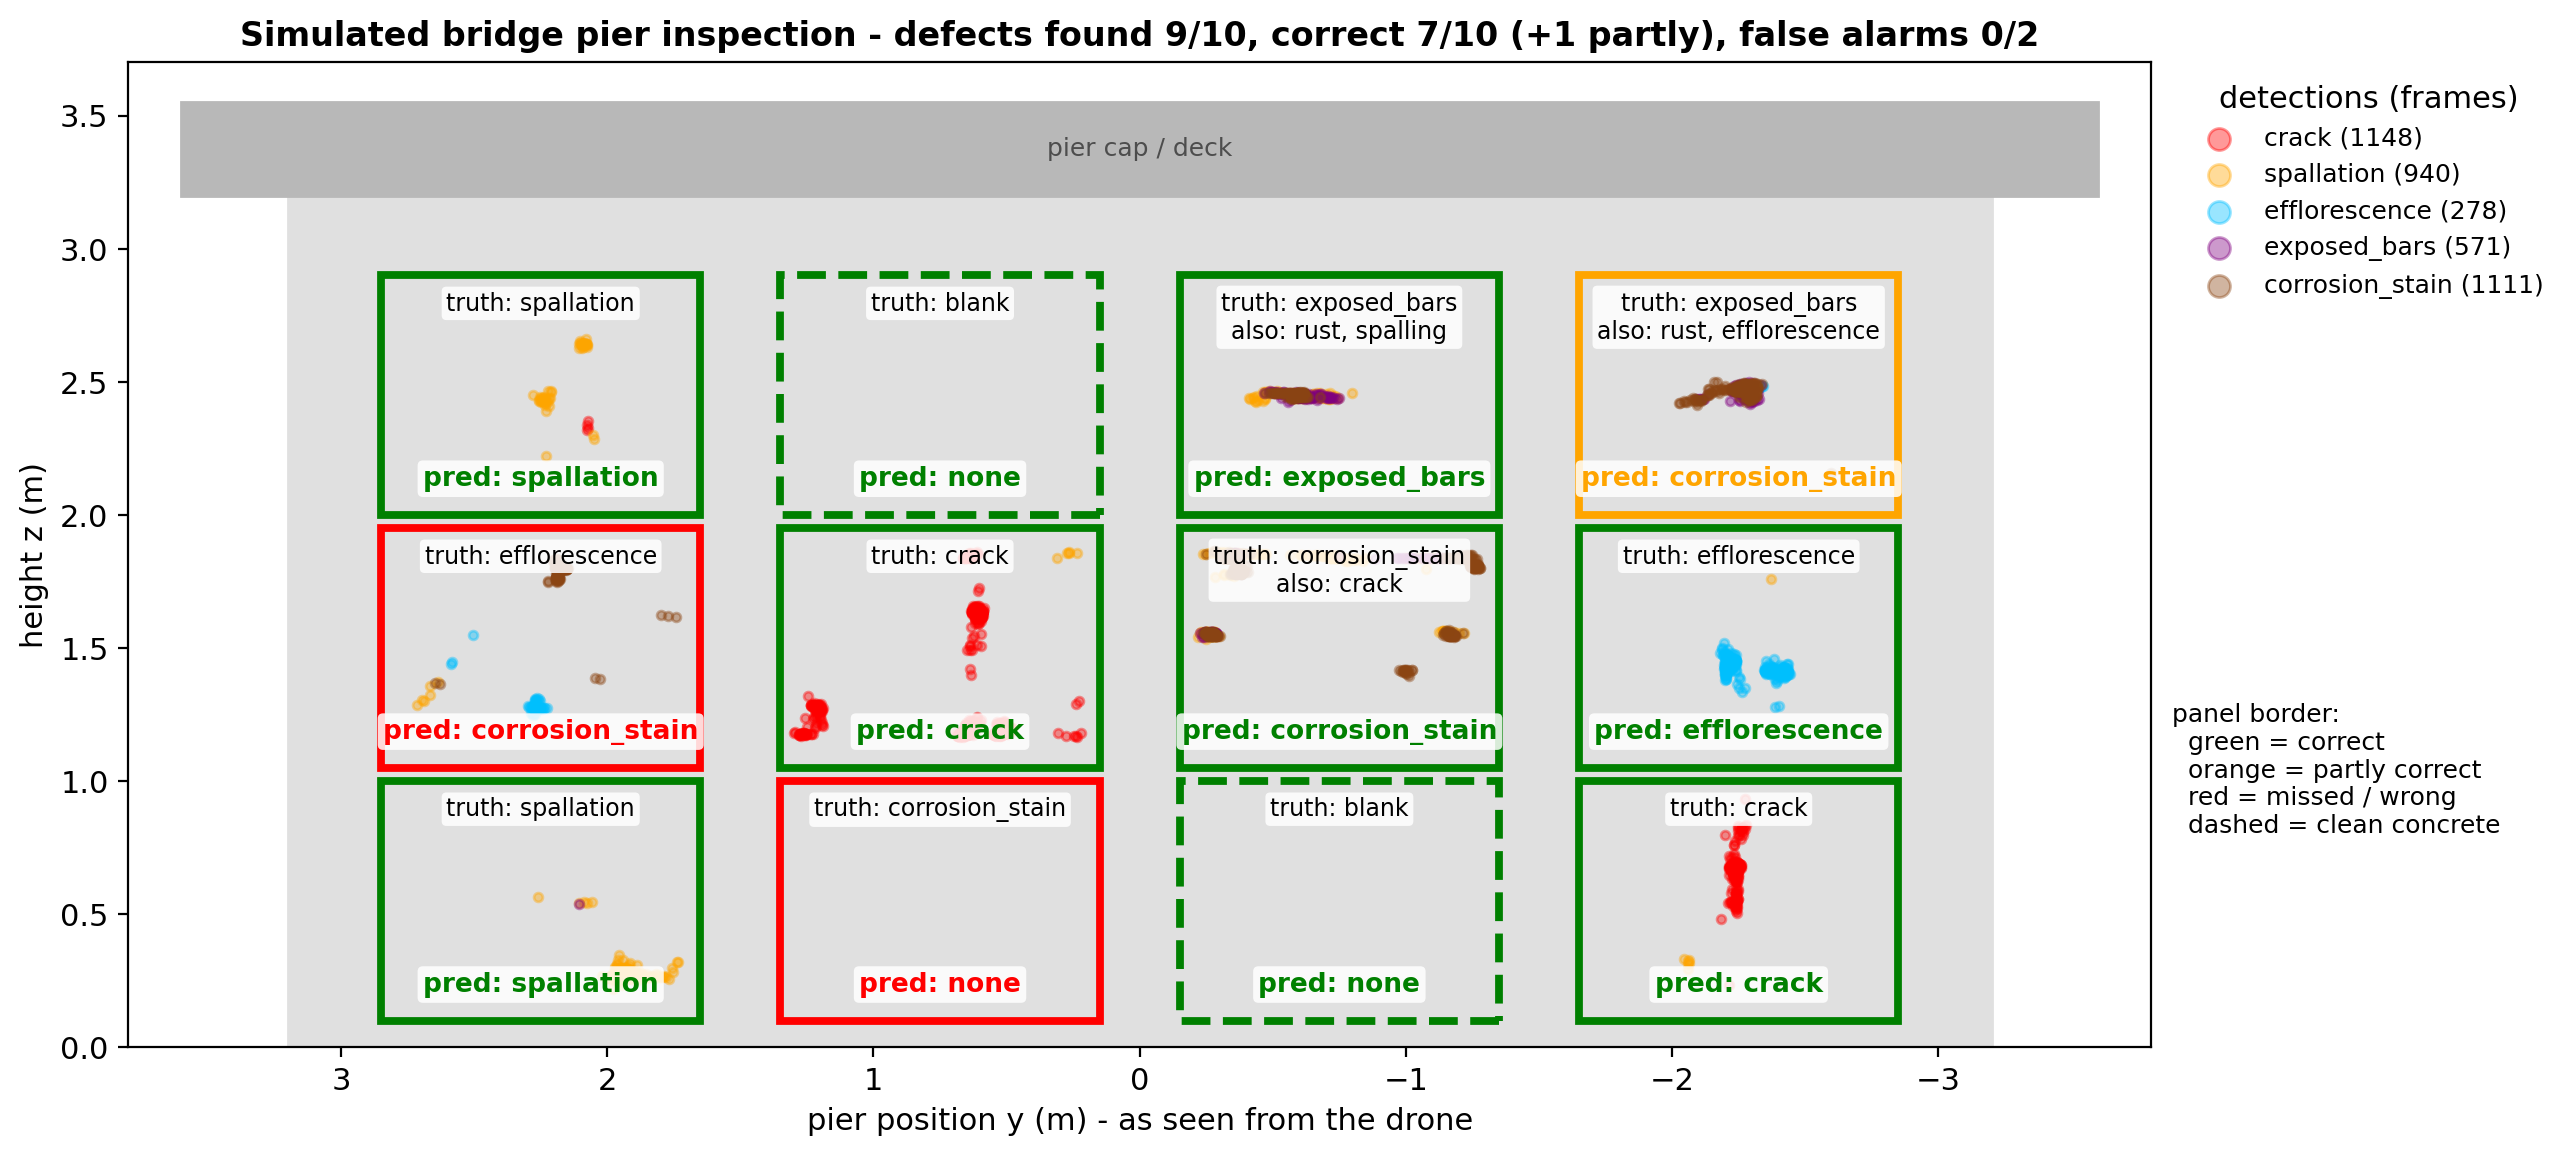 Simulated bridge pier inspection - defects found 9/10, correct 7/10 (+1 partly), false alarms 0/2
3.5
3.0
2.5
2.0
1.5
1.0
0.5
0.0
height z (m)
pier cap / deck
truth: spallation
pred: spallation
truth: blank
pred: none
truth: exposed_bars
also: rust, spalling
pred: exposed_bars
truth: exposed_bars
also: rust, efflorescence
pred: corrosion_stain
truth: efflorescence
pred: corrosion_stain
truth: crack
pred: crack
truth: corrosion_stain
also: crack
pred: corrosion_stain
truth: efflorescence
pred: efflorescence
truth: spallation
pred: spallation
truth: corrosion_stain
pred: none
truth: blank
pred: none
truth: crack
pred: crack
3 2 1 0 −1 −2 −3
pier position y (m) - as seen from the drone
detections (frames)
crack (1148)
spallation (940)
efflorescence (278)
exposed_bars (571)
corrosion_stain (1111)
panel border:
green = correct
orange = partly correct
red = missed / wrong
dashed = clean concrete